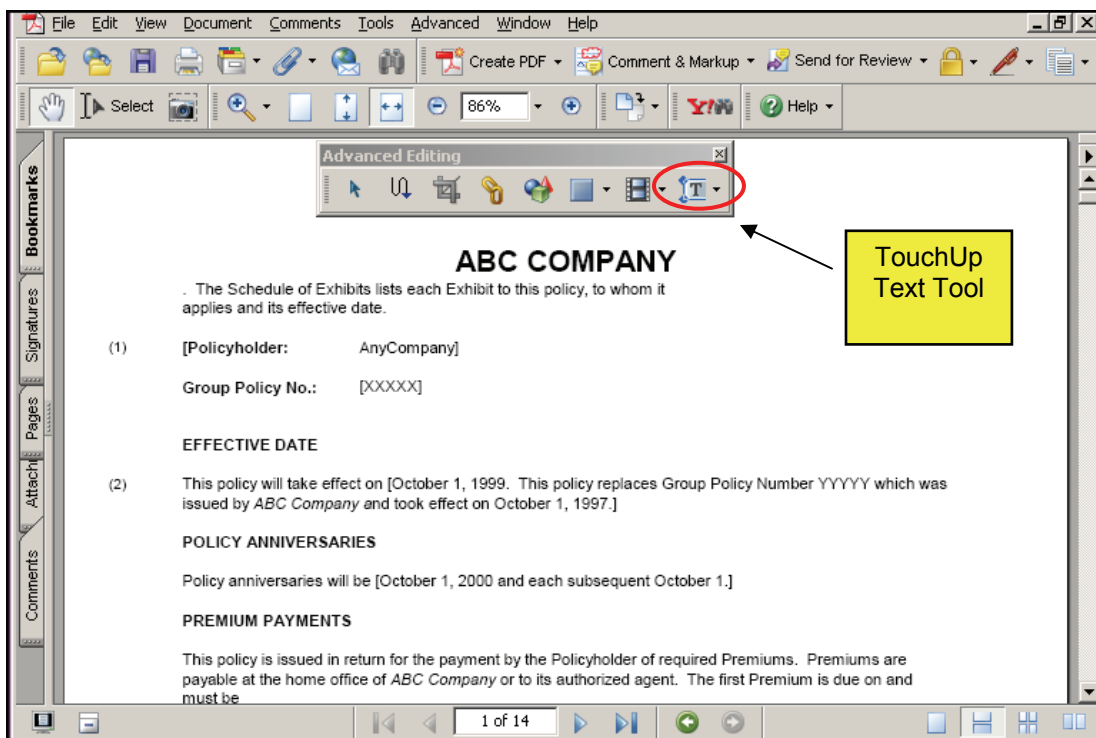 File Edit View Document Comments Tools Advanced Window Help
Create PDF Comment & Markup Send for Review
Select 86% Y! Help
Advanced Editing
T
TouchUp
Text Tool
Bookmarks
Signatures
Pages
Attachi
Comments
ABC COMPANY
. The Schedule of Exhibits lists each Exhibit to this policy, to whom it
applies and its effective date.
(1) [Policyholder: AnyCompany]
Group Policy No.: [XXXXX]
EFFECTIVE DATE
(2) This policy will take effect on [October 1, 1999. This policy replaces Group Policy Number YYYYY which was
issued by ABC Company and took effect on October 1, 1997.]
POLICY ANNIVERSARIES
Policy anniversaries will be [October 1, 2000 and each subsequent October 1.]
PREMIUM PAYMENTS
This policy is issued in return for the payment by the Policyholder of required Premiums. Premiums are
payable at the home office of ABC Company or to its authorized agent. The first Premium is due on and
must be
1 of 14